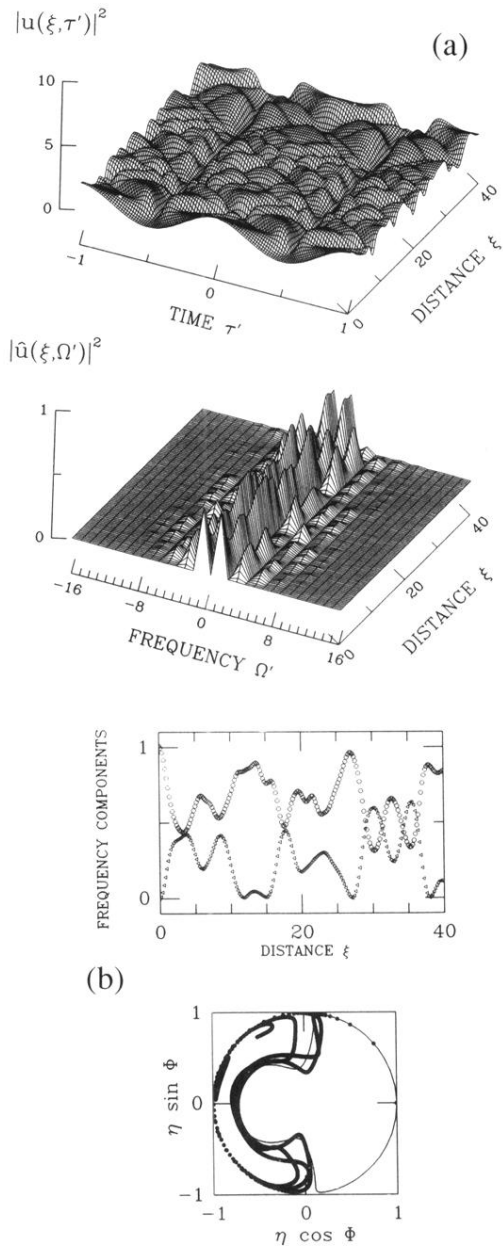 |u(ξ,τ')|²
(a)
10
5
0
-1
0
1
TIME τ'
0
20
40
DISTANCE ξ
|û(ξ,Ω')|²
1
0
-16
-8
0
8
16
FREQUENCY Ω'
0
20
40
DISTANCE ξ
FREQUENCY COMPONENTS
1
0
0
20
40
DISTANCE ξ
(b)
η sin Φ
1
0
-1
-1
0
1
η cos Φ